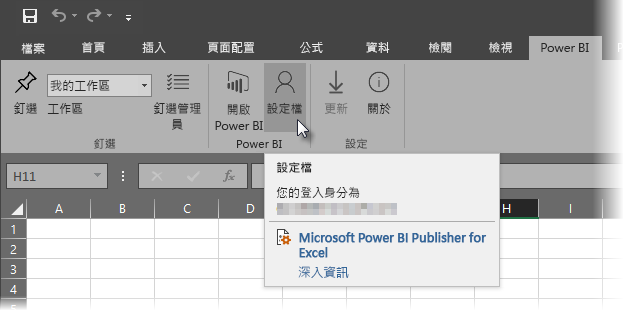 檔案 首頁 插入 頁面配置 公式 資料 檢閱 檢視 Power BI
我的工作區
釘選 工作區 釘選管理員 開啟 Power BI 設定檔 更新 關於
釘選 Power BI 設定
H11 fx
設定檔
您的登入身分為
A B C D H I
1
2
Microsoft Power BI Publisher for
3
Excel
深入資訊
4